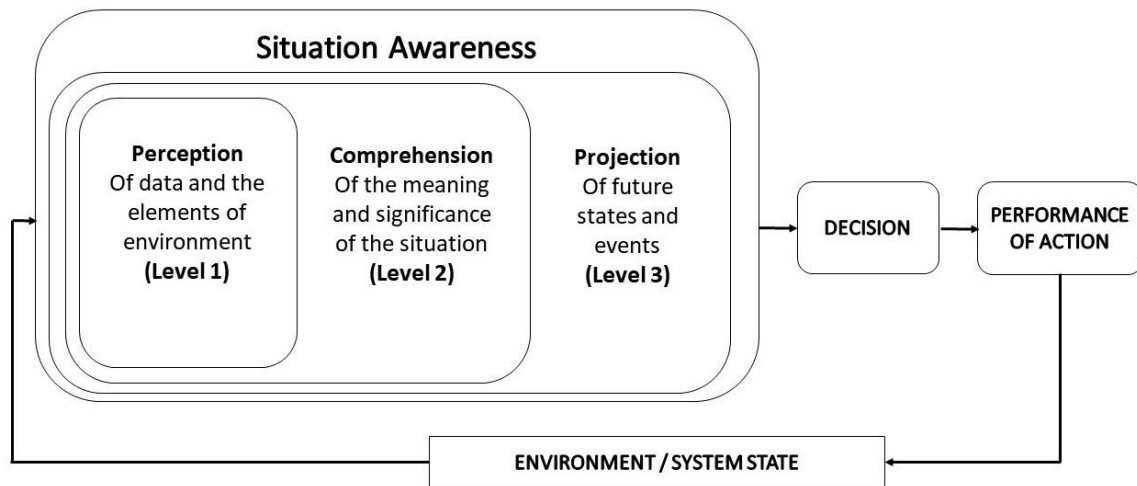 Situation Awareness
Perception
Of data and the
elements of
environment
(Level 1)
Comprehension
Of the meaning
and significance
of the situation
(Level 2)
Projection
Of future
states and
events
(Level 3)
DECISION
PERFORMANCE
OF ACTION
ENVIRONMENT / SYSTEM STATE